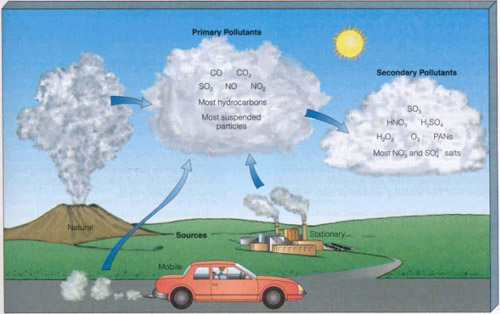 Primary Pollutants
CO CO₂
SO₂ NO NO₂
Most hydrocarbons
Most suspended
particles
Secondary Pollutants
SO₃
HNO₃ H₂SO₄
H₂O₂ O₃ PANs
Most NO₃⁻ and SO₄²⁻ salts
Natural
Sources
Stationary
Mobile